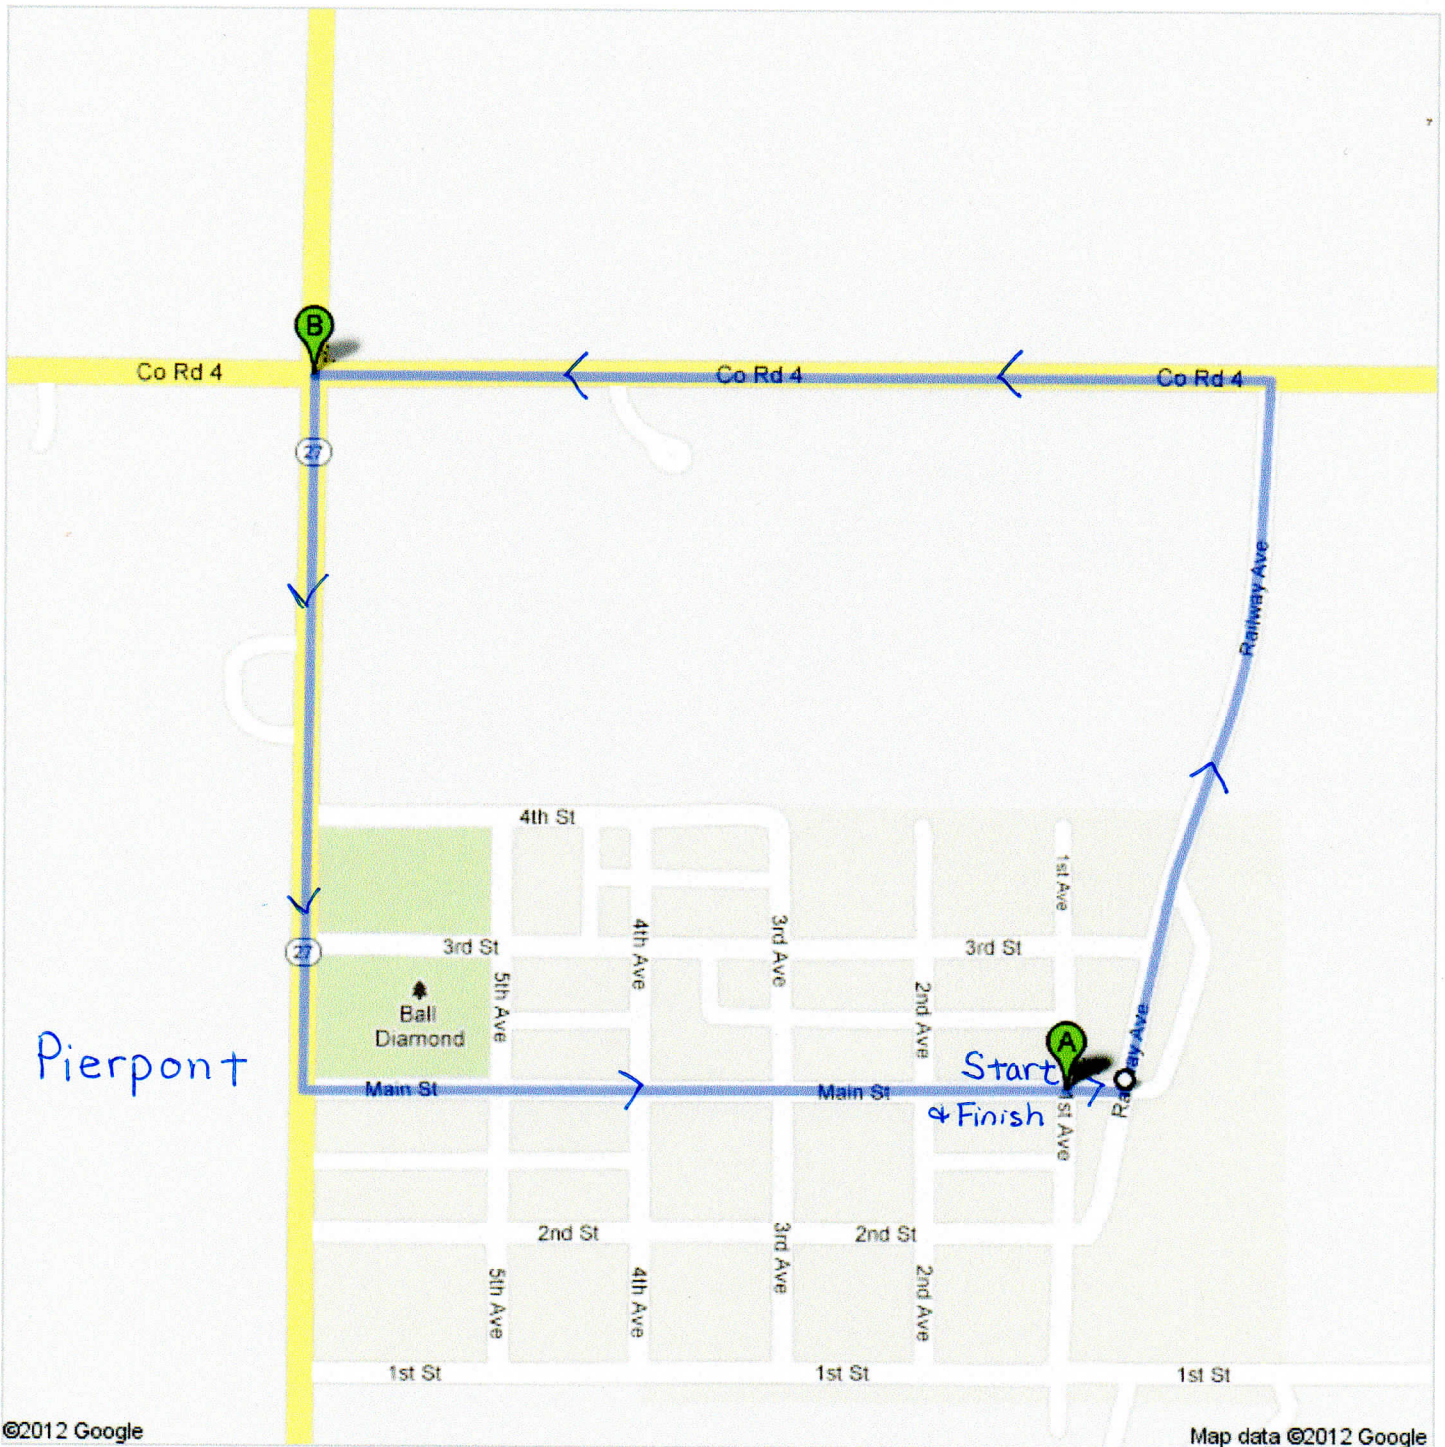 B
Co Rd 4
Co Rd 4
Co Rd 4
27
Railway Ave
4th St
1st Ave
3rd St
4th Ave
3rd Ave
3rd St
27
5th Ave
2nd Ave
Ball
Diamond
Pierpont
A
Start
Main St
Main St
& Finish
1st Ave
2nd St
3rd Ave
2nd St
5th Ave
4th Ave
2nd Ave
1st St
1st St
1st St
©2012 Google
Map data ©2012 Google